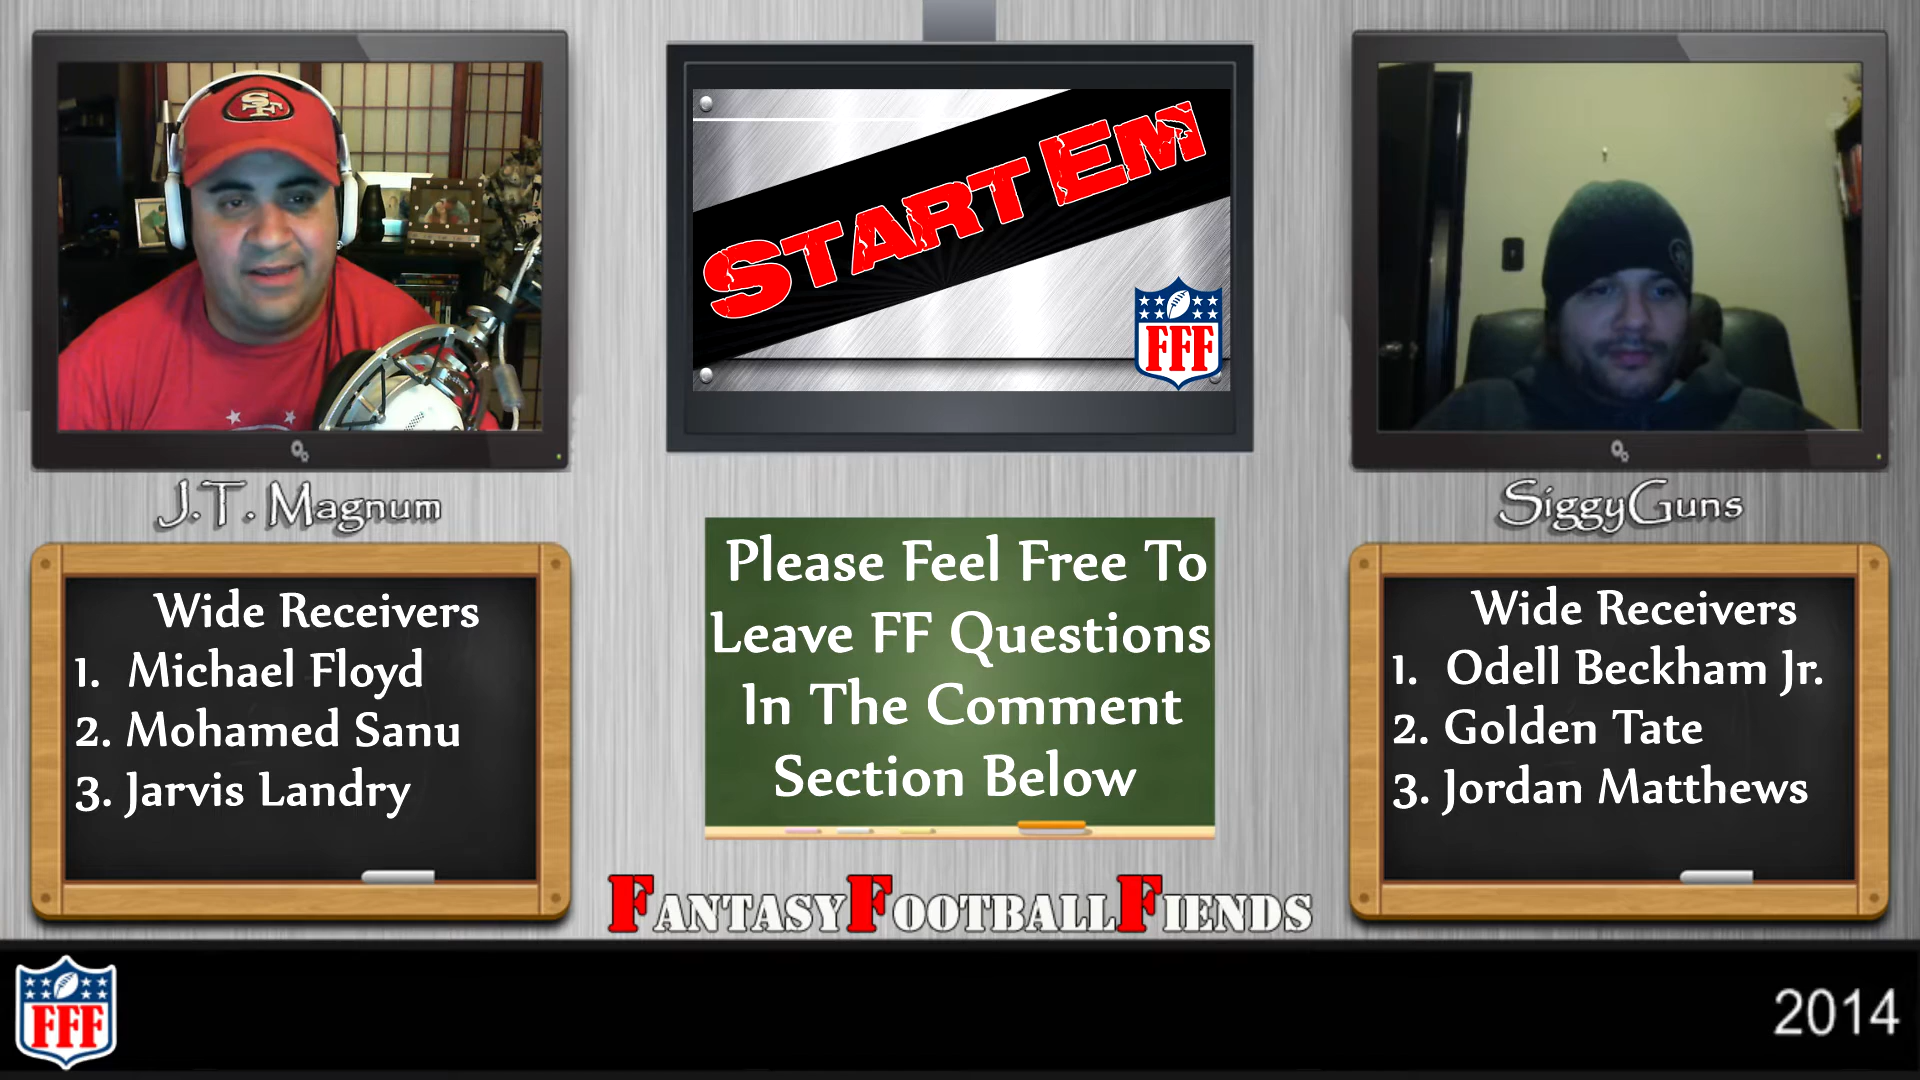 SF
START EM
FFF
J.T. Magnum
SiggyGuns
Wide Receivers
1. Michael Floyd
2. Mohamed Sanu
3. Jarvis Landry
Please Feel Free To
Leave FF Questions
In The Comment
Section Below
Wide Receivers
1. Odell Beckham Jr.
2. Golden Tate
3. Jordan Matthews
FANTASYFOOTBALLFIENDS
FFF
2014